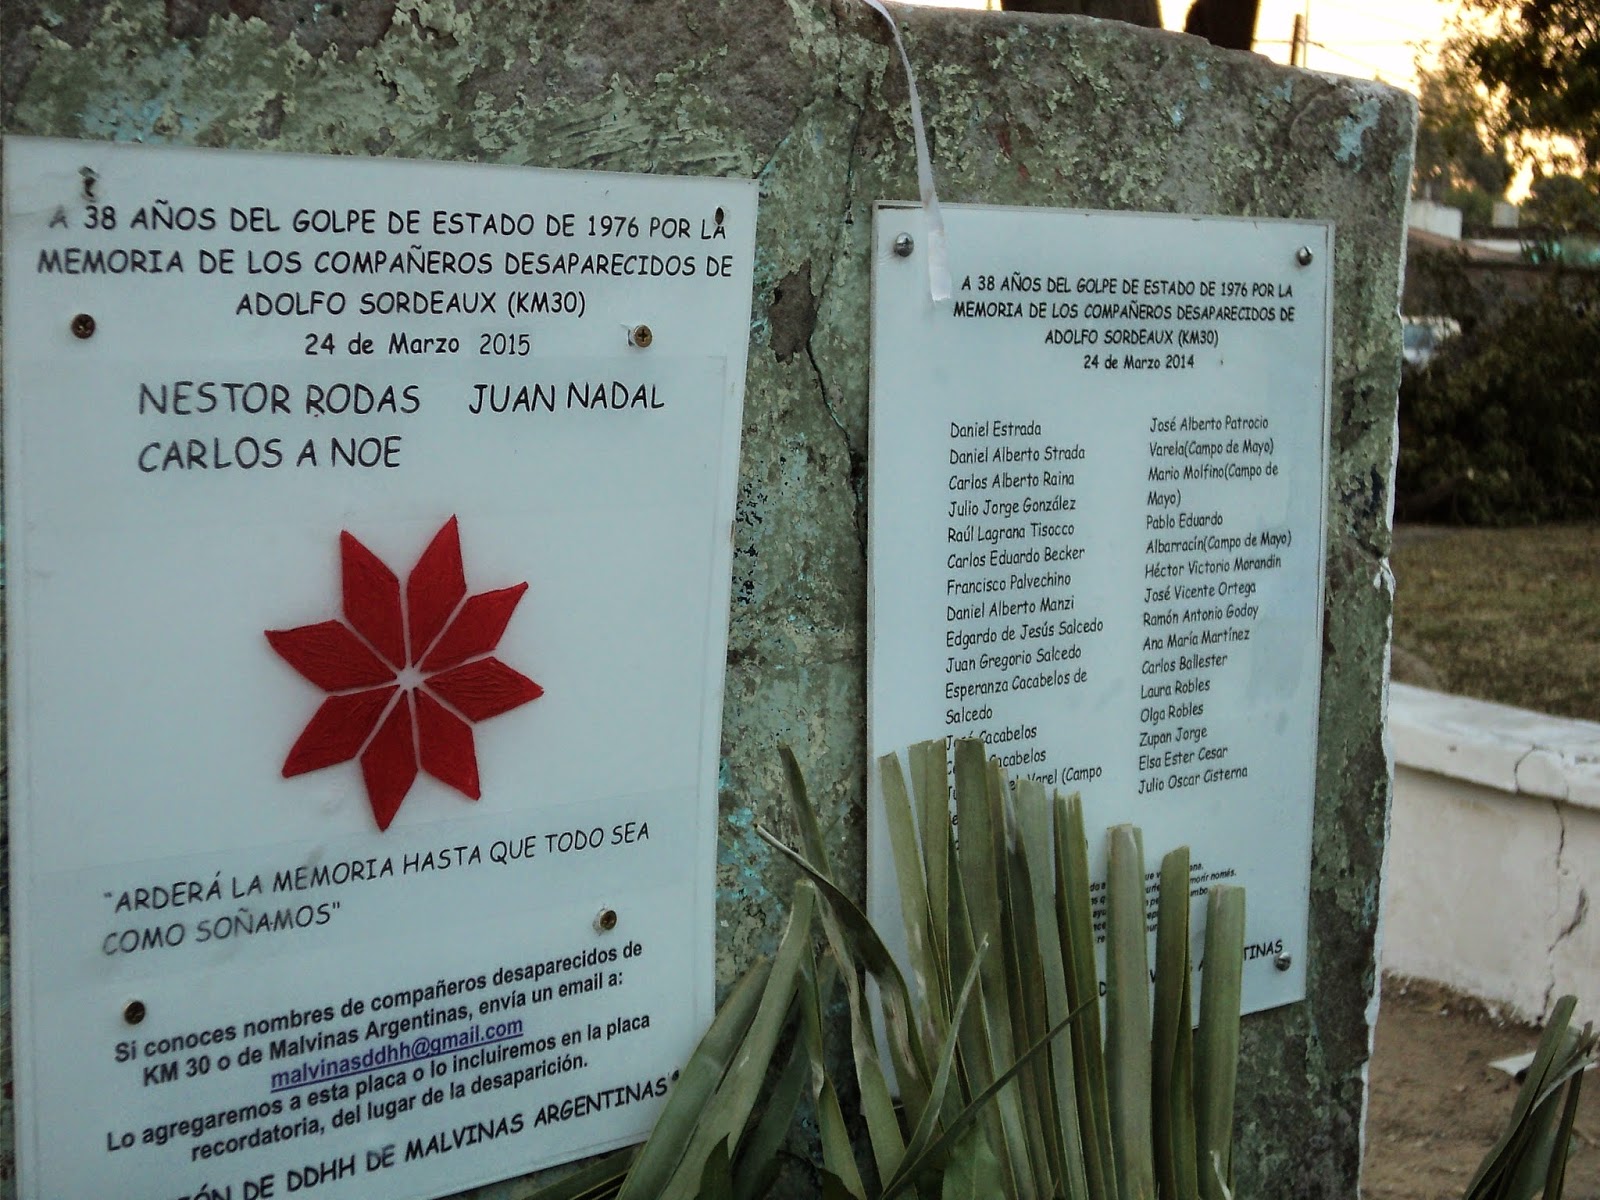 A 38 AÑOS DEL GOLPE DE ESTADO DE 1976 POR LA
MEMORIA DE LOS COMPAÑEROS DESAPARECIDOS DE
ADOLFO SORDEAUX (KM30)
24 de Marzo 2015
NESTOR RODAS JUAN NADAL
CARLOS A NOE
"ARDERÁ LA MEMORIA HASTA QUE TODO SEA
COMO SOÑAMOS"
Si conoces nombres de compañeros desaparecidos de
KM 30 o de Malvinas Argentinas, envía un email a:
malvinasddhh@gmail.com
Lo agregaremos a esta placa o lo incluiremos en la placa
recordatoria, del lugar de la desaparición.
DE DDHH DE MALVINAS ARGENTINAS
A 38 AÑOS DEL GOLPE DE ESTADO DE 1976 POR LA
MEMORIA DE LOS COMPAÑEROS DESAPARECIDOS DE
ADOLFO SORDEAUX (KM30)
24 de Marzo 2014
Daniel Estrada
Daniel Alberto Strada
Carlos Alberto Raina
Julio Jorge González
Raúl Lagrana Tisocco
Carlos Eduardo Becker
Francisco Palvechino
Daniel Alberto Manzi
Edgardo de Jesús Salcedo
Juan Gregorio Salcedo
Esperanza Cacabelos de
Salcedo
José Cacabelos
Cacabelos
Varel (Campo
José Alberto Patrocio
Varela(Campo de Mayo)
Mario Molfino(Campo de
Mayo)
Pablo Eduardo
Albarracín(Campo de Mayo)
Héctor Victorio Morandin
José Vicente Ortega
Ramón Antonio Godoy
Ana María Martínez
Carlos Ballester
Laura Robles
Olga Robles
Zupan Jorge
Elsa Ester Cesar
Julio Oscar Cisterna